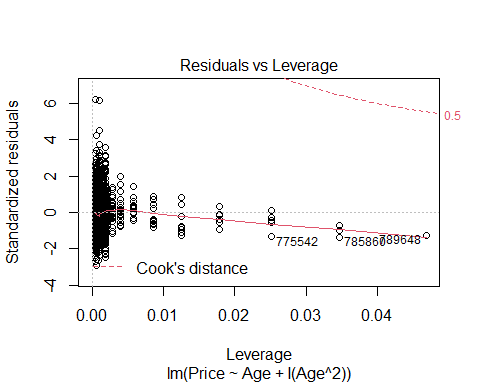 Residuals vs Leverage
Standardized residuals
6
4
2
0
-2
-4
0.5
775542
785860
789648
Cook's distance
0.00 0.01 0.02 0.03 0.04
Leverage
lm(Price ~ Age + I(Age^2))